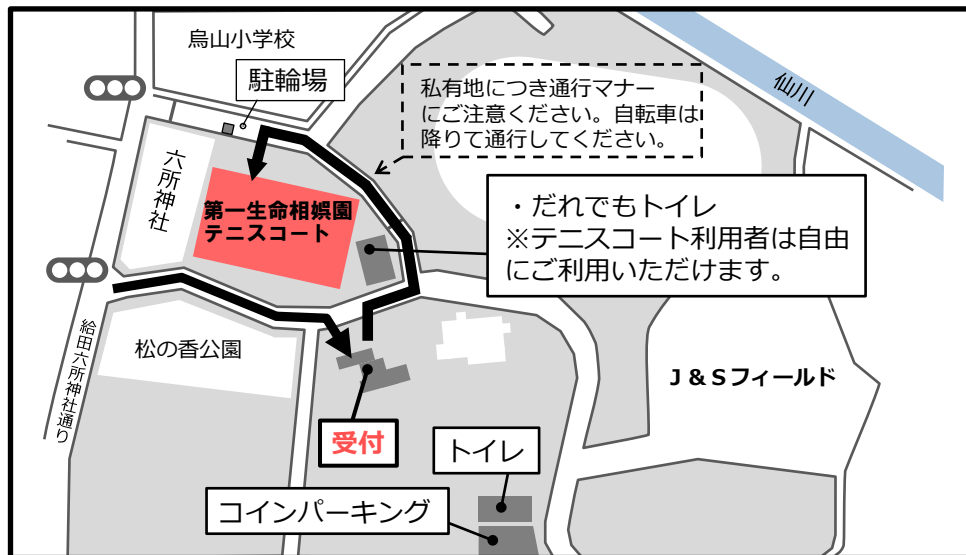 烏山小学校
駐輪場
私有地につき通行マナー
にご注意ください。自転車は
降りて通行してください。
仙川
六所神社
第一生命相娯園
テニスコート
・だれでもトイレ
※テニスコート利用者は自由
にご利用いただけます。
給田六所神社通り
松の香公園
J&Sフィールド
受付
トイレ
コインパーキング